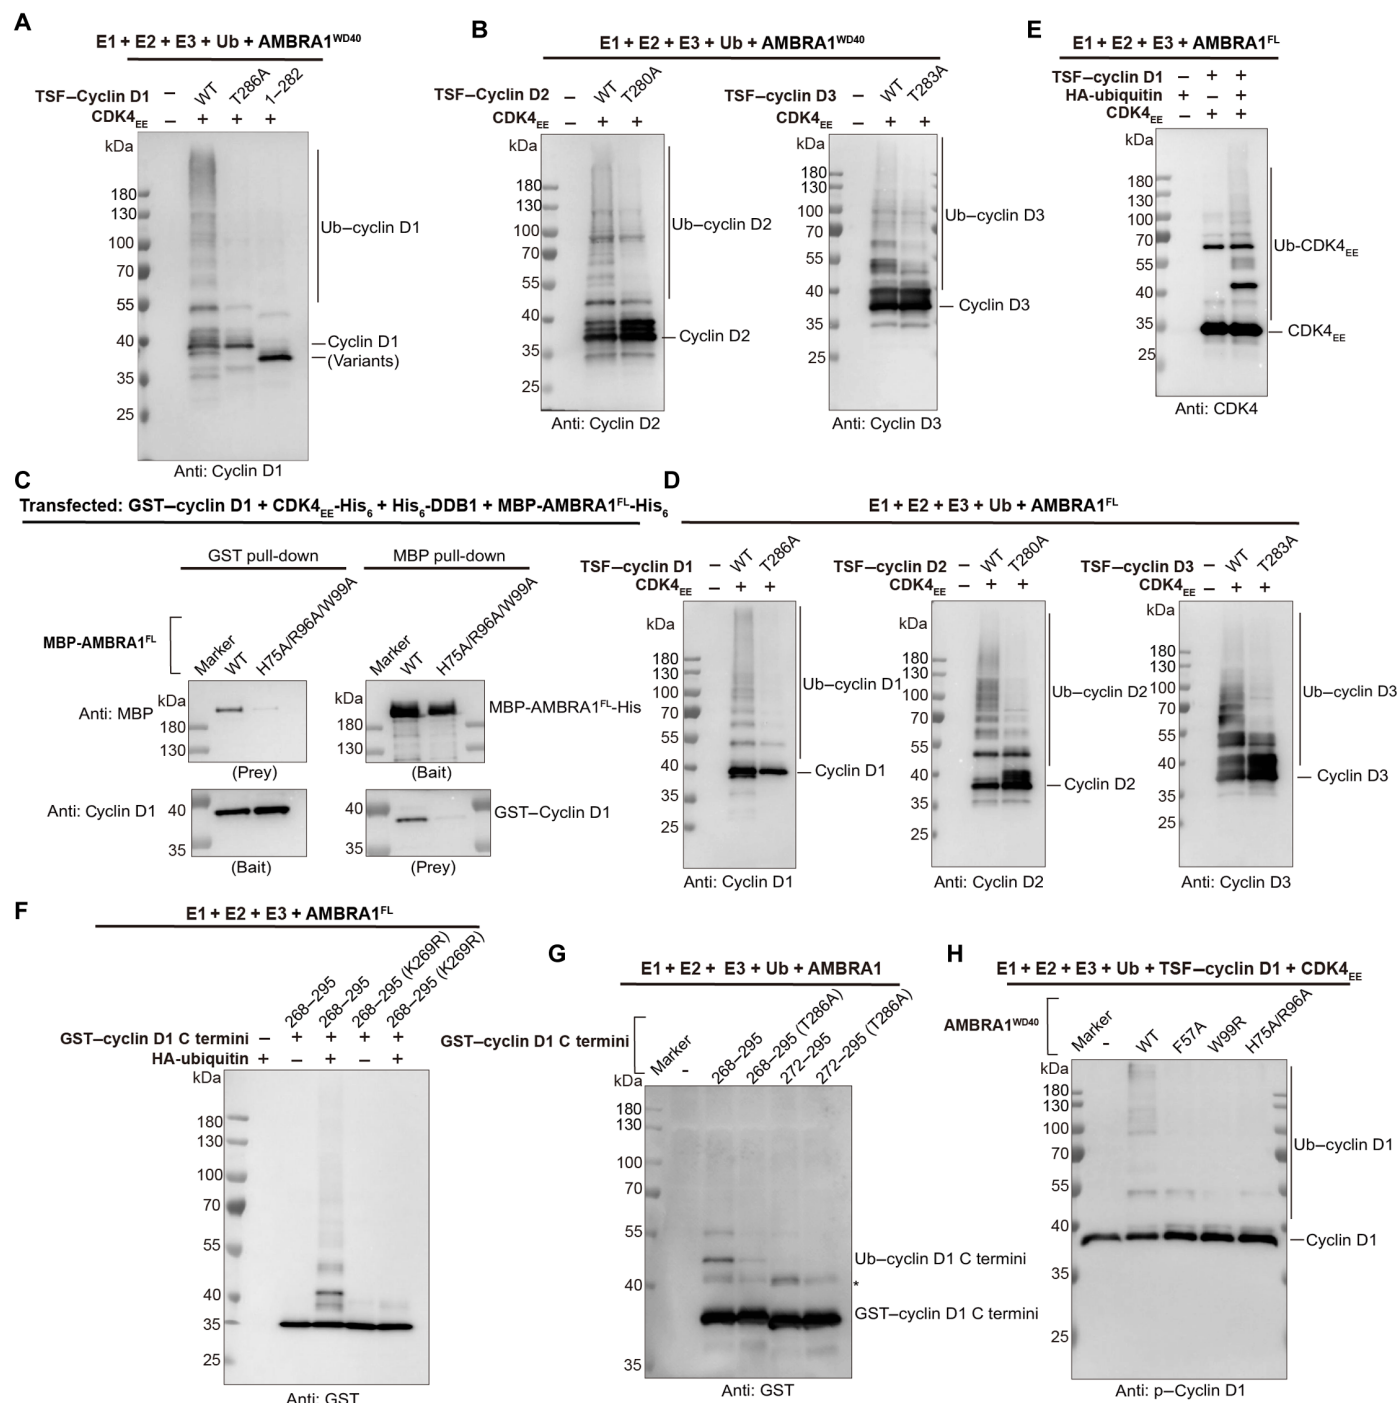 A
E1 + E2 + E3 + Ub + AMBRA1WD40
TSF–Cyclin D1 – WT T286A 1–282
CDK4EE – + + +
kDa
180
130
100
70
55
40
35
25
Ub–cyclin D1
Cyclin D1
(Variants)
Anti: Cyclin D1
B
E1 + E2 + E3 + Ub + AMBRA1WD40
TSF–Cyclin D2 – WT T280A
CDK4EE – + +
kDa
180
130
100
70
55
40
35
25
Ub–cyclin D2
Cyclin D2
Anti: Cyclin D2
TSF–cyclin D3 – WT T283A
CDK4EE – + +
kDa
180
130
100
70
55
40
35
25
Ub–cyclin D3
Cyclin D3
Anti: Cyclin D3
E
E1 + E2 + E3 + AMBRA1FL
TSF–cyclin D1 – + +
HA-ubiquitin + – +
CDK4EE – + +
kDa
180
130
100
70
55
40
35
25
Ub-CDK4EE
CDK4EE
Anti: CDK4
C
Transfected: GST–cyclin D1 + CDK4EE-His6 + His6-DDB1 + MBP-AMBRA1FL-His6
GST pull-down
MBP pull-down
MBP-AMBRA1FL
Marker WT H75A/R96A/W99A
Marker WT H75A/R96A/W99A
Anti: MBP
kDa
180
130
(Prey)
kDa
180
130
(Bait)
MBP-AMBRA1FL-His
Anti: Cyclin D1
40
35
(Bait)
40
35
(Prey)
GST–Cyclin D1
D
E1 + E2 + E3 + Ub + AMBRA1FL
TSF–cyclin D1 – WT T286A
CDK4EE – + +
kDa
180
130
100
70
55
40
35
25
Ub–cyclin D1
Cyclin D1
Anti: Cyclin D1
TSF–cyclin D2 – WT T280A
CDK4EE – + +
kDa
180
130
100
70
55
40
35
25
Ub–cyclin D2
Cyclin D2
Anti: Cyclin D2
TSF–cyclin D3 – WT T283A
CDK4EE – + +
kDa
180
130
100
70
55
40
35
25
Ub–cyclin D3
Cyclin D3
Anti: Cyclin D3
F
E1 + E2 + E3 + AMBRA1FL
268–295 268–295 268–295 (K269R) 268–295 (K269R)
GST–cyclin D1 C termini – + + + +
HA-ubiquitin + – + – +
kDa
180
130
100
70
55
40
35
25
Anti: GST
G
E1 + E2 + E3 + Ub + AMBRA1
GST–cyclin D1 C termini
Marker - 268–295 268–295 (T286A) 272–295 272–295 (T286A)
kDa
180
130
100
70
55
40
35
Ub–cyclin D1 C termini
*
GST–cyclin D1 C termini
Anti: GST
H
E1 + E2 + E3 + Ub + TSF–cyclin D1 + CDK4EE
AMBRA1WD40
Marker - WT F57A W99R H75A/R96A
kDa
180
130
100
70
55
40
35
25
Ub–cyclin D1
Cyclin D1
Anti: p–Cyclin D1